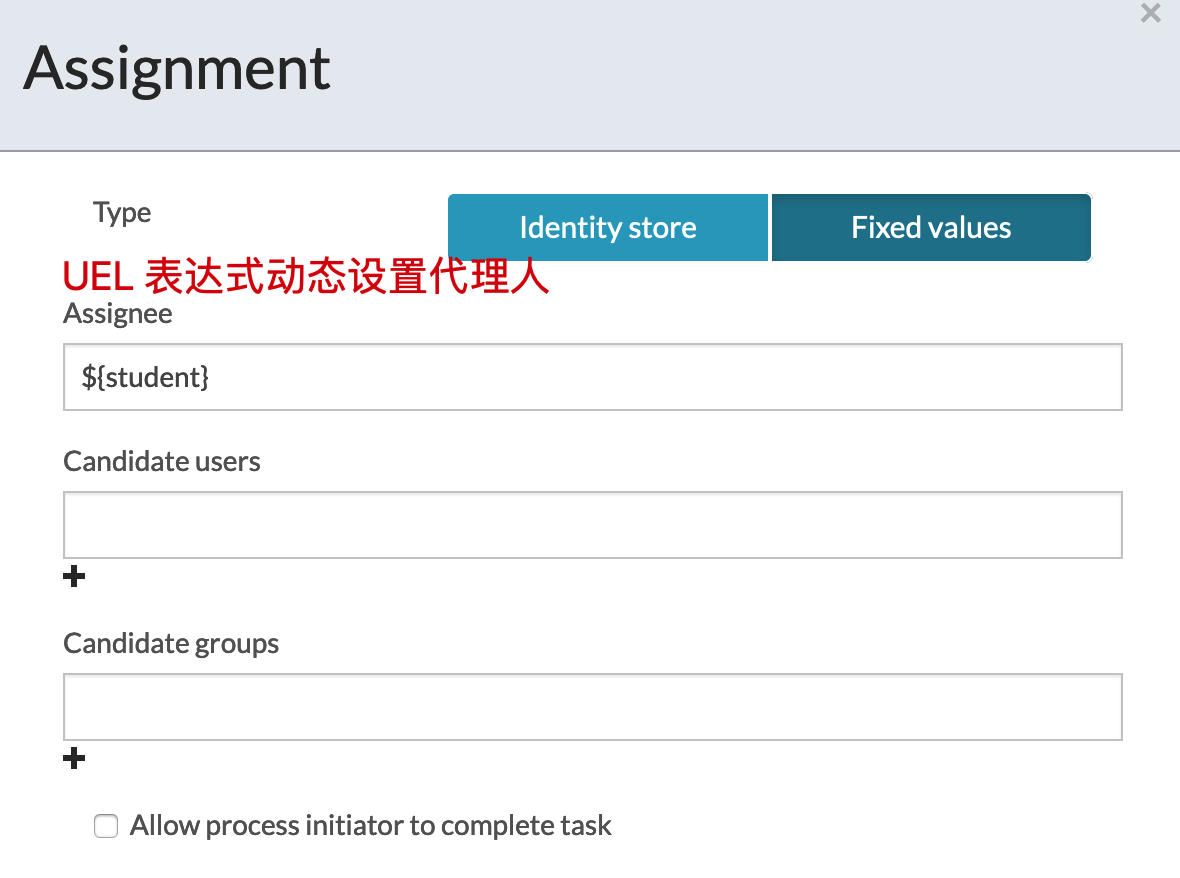 Assignment
Type
Identity store
Fixed values
UEL 表达式动态设置代理人
Assignee
${student}
Candidate users
Candidate groups
Allow process initiator to complete task